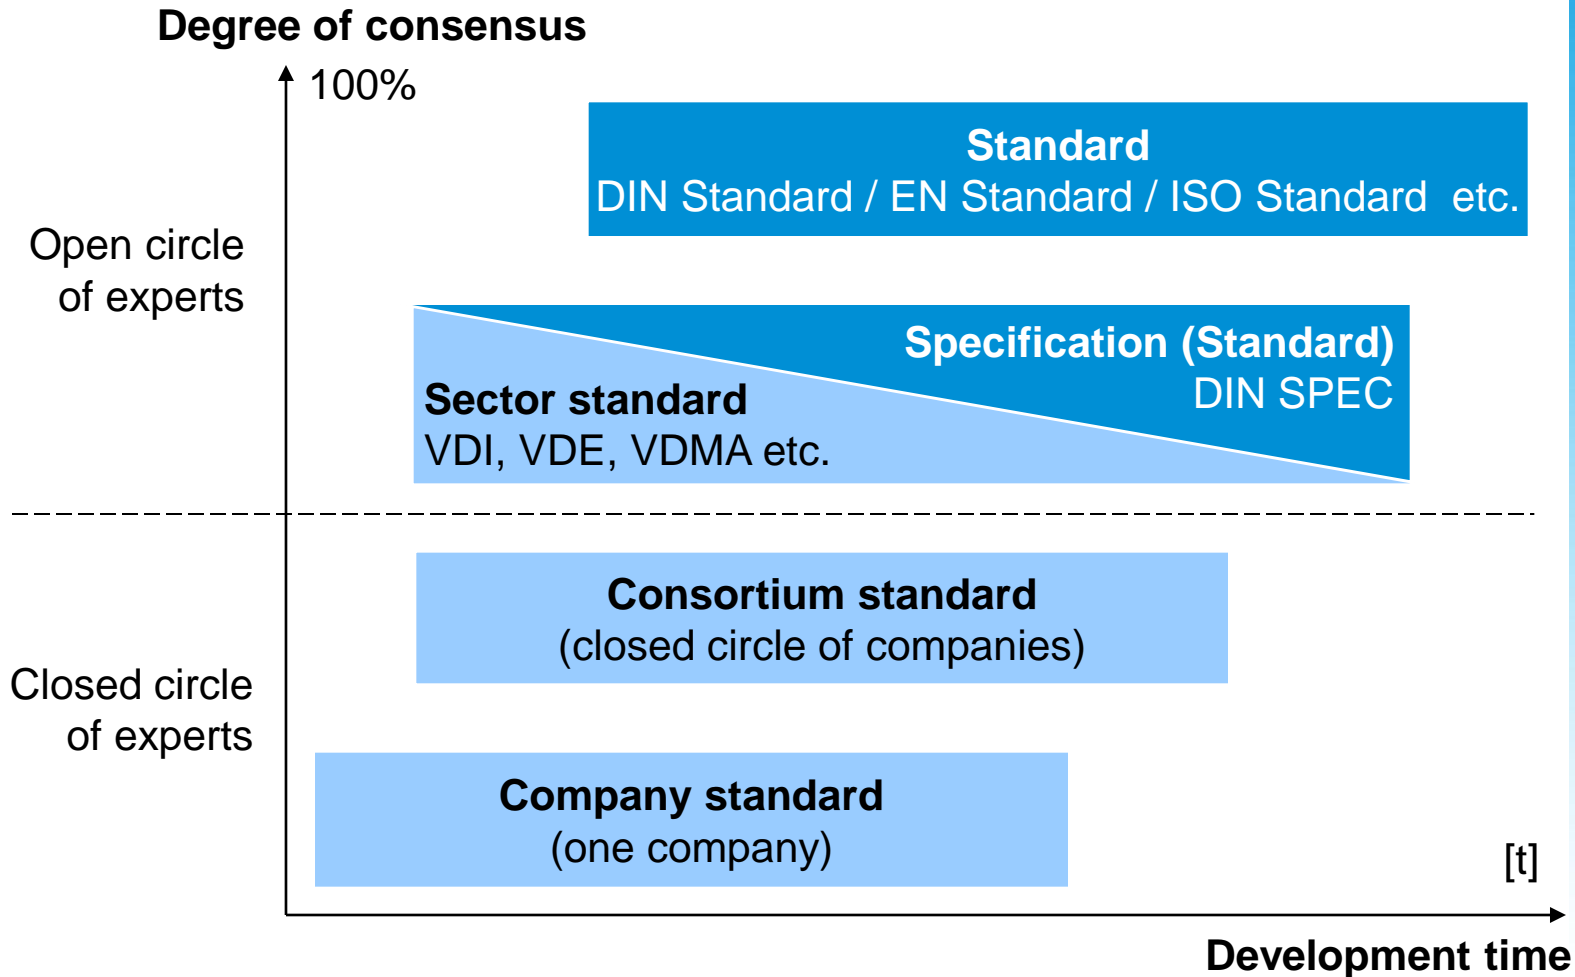 Degree of consensus
100%
Standard
DIN Standard / EN Standard / ISO Standard etc.
Open circle
of experts
Specification (Standard)
DIN SPEC
Sector standard
VDI, VDE, VDMA etc.
Consortium standard
(closed circle of companies)
Closed circle
of experts
Company standard
(one company)
[t]
Development time